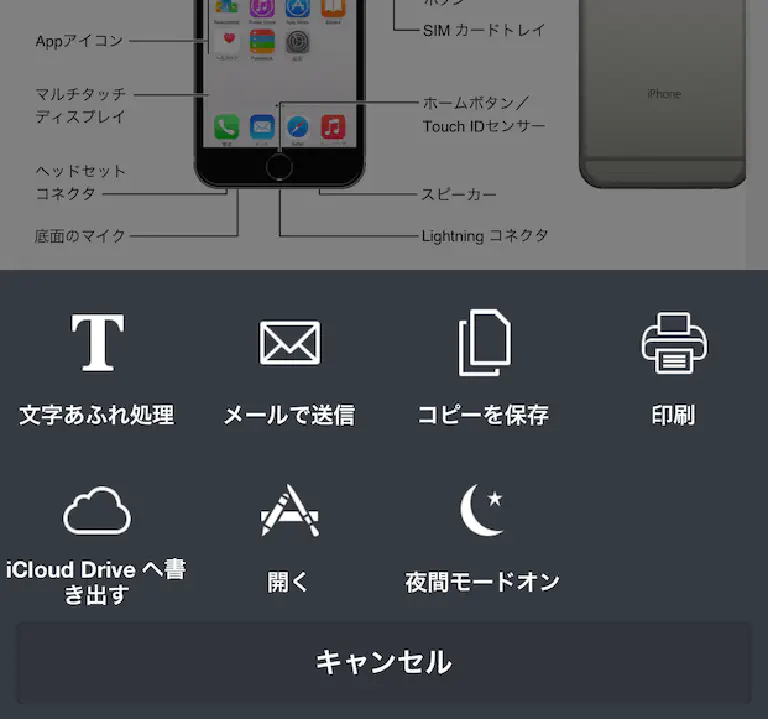 ボタン
Appアイコン
SIM カードトレイ
マルチタッチ
ディスプレイ
iPhone
ホームボタン／
Touch IDセンサー
ヘッドセット
コネクタ
スピーカー
底面のマイク
Lightning コネクタ
文字あふれ処理
メールで送信
コピーを保存
印刷
iCloud Drive へ書
き出す
開く
夜間モードオン
キャンセル